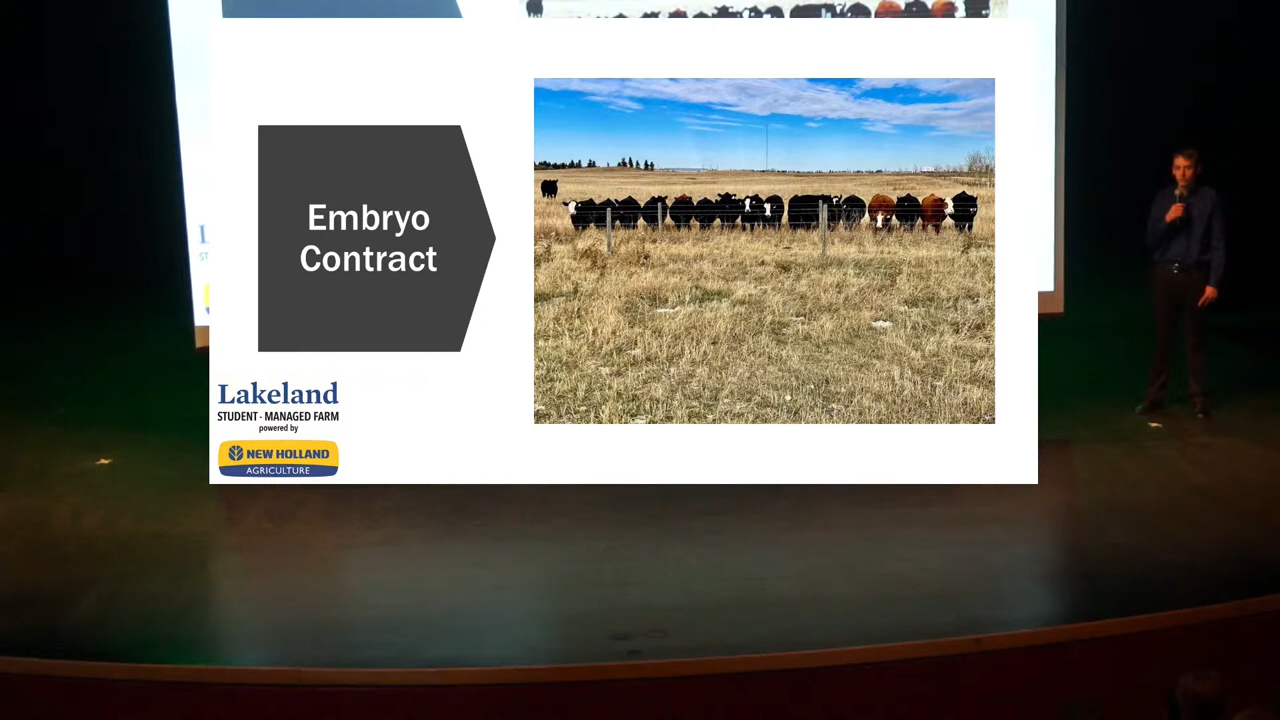 Embryo
Contract
Lakeland
STUDENT - MANAGED FARM
powered by
NEW HOLLAND
AGRICULTURE